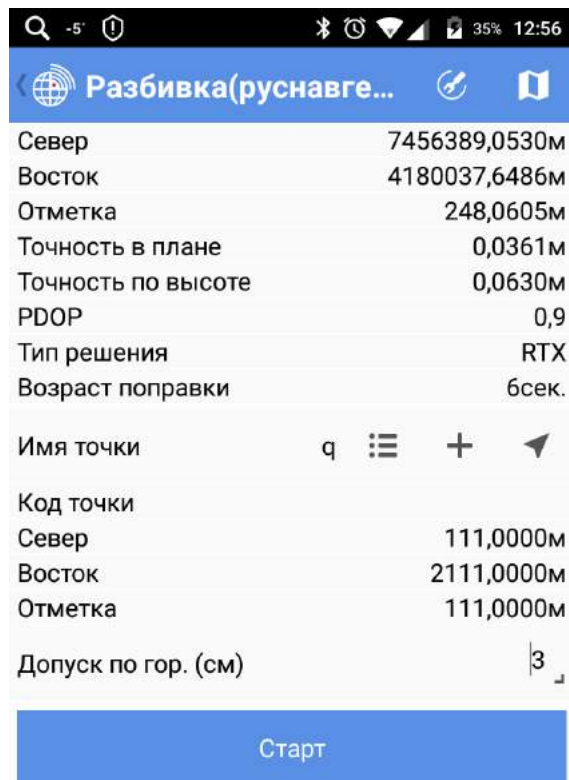 -5° 35% 12:56
Разбивка(руснавге...
Север 7456389,0530м
Восток 4180037,6486м
Отметка 248,0605м
Точность в плане 0,0361м
Точность по высоте 0,0630м
PDOP 0,9
Тип решения RTX
Возраст поправки 6сек.
Имя точки q
Код точки
Север 111,0000м
Восток 2111,0000м
Отметка 111,0000м
Допуск по гор. (см) 3
Старт